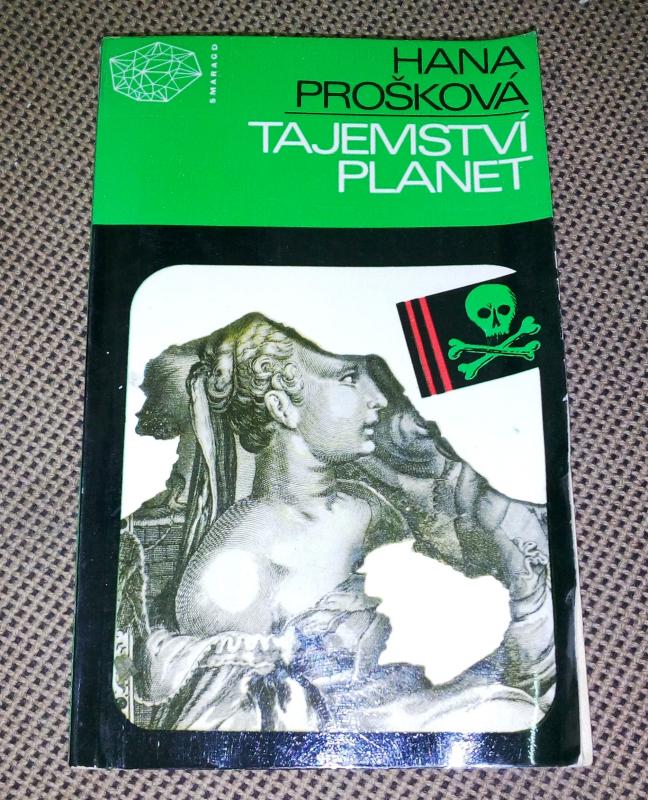 SMARAGD
HANA
PROŠKOVÁ
TAJEMSTVÍ
PLANET